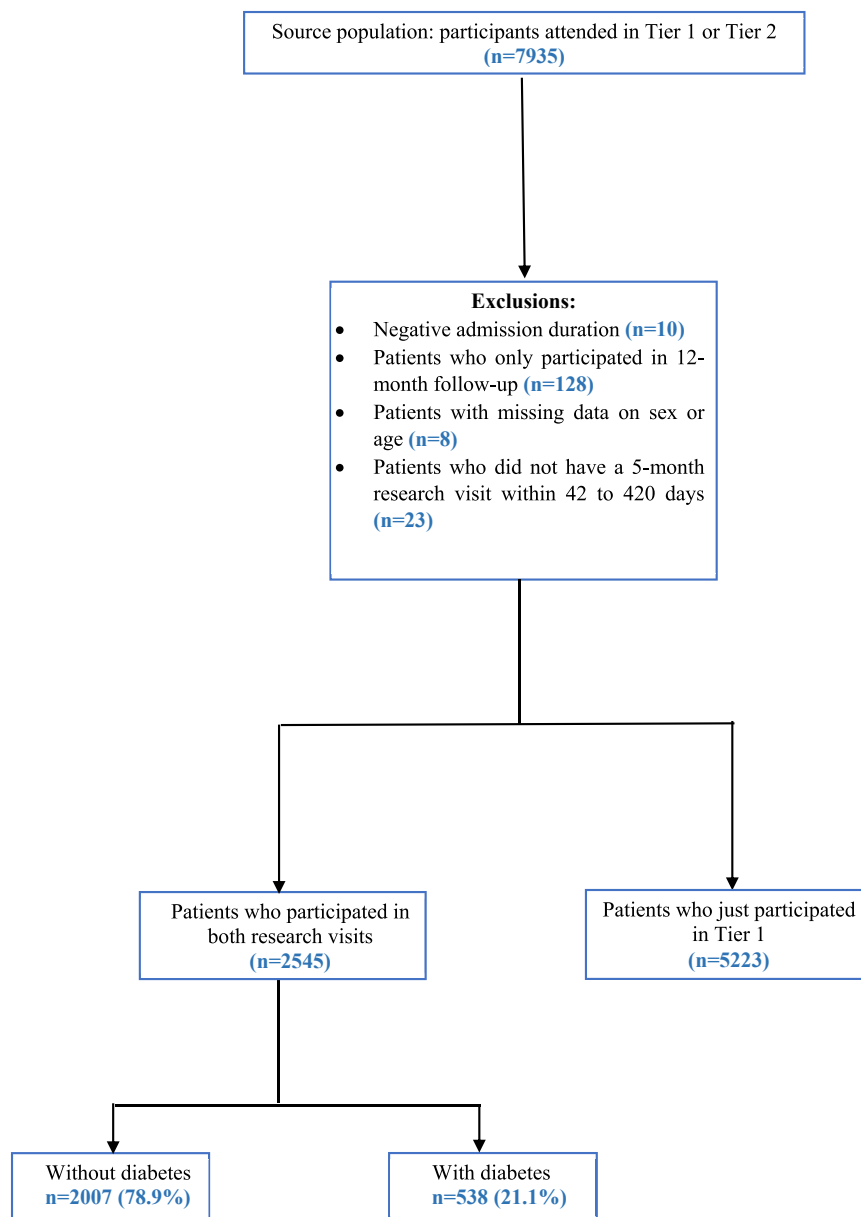 Source population: participants attended in Tier 1 or Tier 2
(n=7935)
Exclusions:
• Negative admission duration (n=10)
• Patients who only participated in 12-
month follow-up (n=128)
• Patients with missing data on sex or
age (n=8)
• Patients who did not have a 5-month
research visit within 42 to 420 days
(n=23)
Patients who participated in
both research visits
(n=2545)
Patients who just participated
in Tier 1
(n=5223)
Without diabetes
n=2007 (78.9%)
With diabetes
n=538 (21.1%)